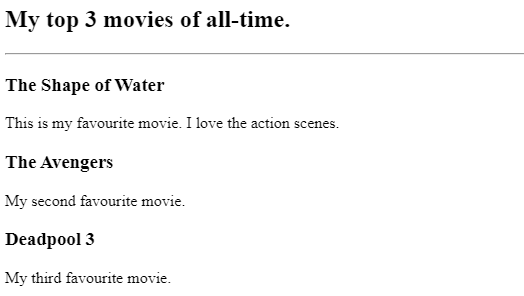 My top 3 movies of all-time.
The Shape of Water
This is my favourite movie. I love the action scenes.
The Avengers
My second favourite movie.
Deadpool 3
My third favourite movie.